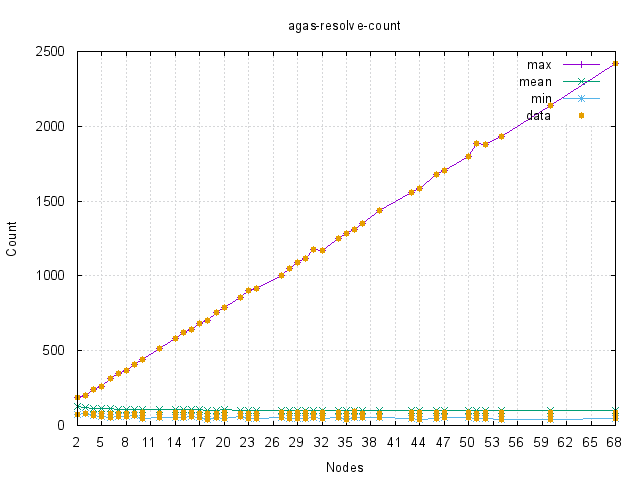 agas-resolve-count
2500
2000
1500
1000
500
0
Count
max
mean
min
data
2 5 8 11 14 17 20 23 26 29 32 35 38 41 44 47 50 53 56 59 62 65 68
Nodes